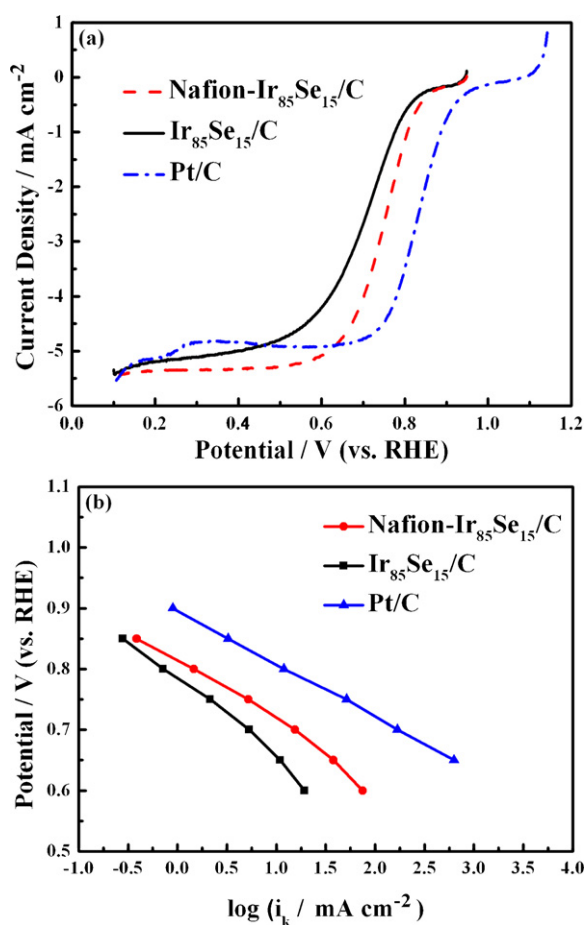 (a)
Nafion-Ir₈₅Se₁₅/C
Ir₈₅Se₁₅/C
Pt/C
Current Density / mA cm⁻²
0
-1
-2
-3
-4
-5
-6
0.0 0.2 0.4 0.6 0.8 1.0 1.2
Potential / V (vs. RHE)
(b)
Nafion-Ir₈₅Se₁₅/C
Ir₈₅Se₁₅/C
Pt/C
Potential / V (vs. RHE)
1.1
1.0
0.9
0.8
0.7
0.6
0.5
-1.0 -0.5 0.0 0.5 1.0 1.5 2.0 2.5 3.0 3.5 4.0
log (iₖ / mA cm⁻²)